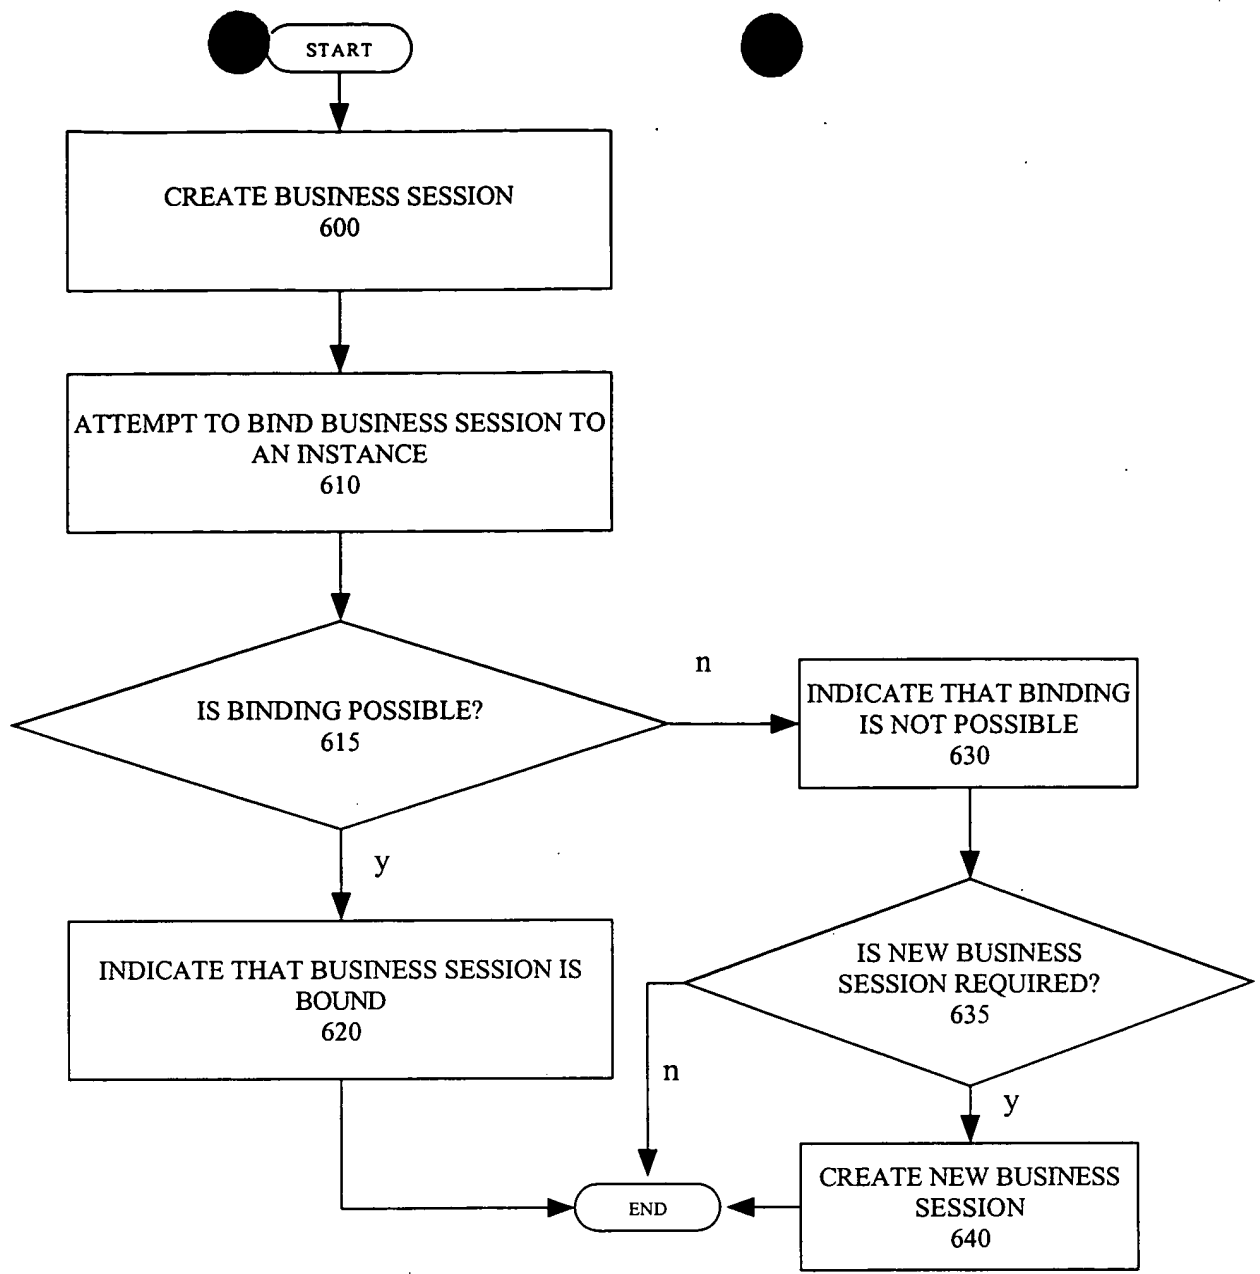 START
CREATE BUSINESS SESSION
600
ATTEMPT TO BIND BUSINESS SESSION TO
AN INSTANCE
610
IS BINDING POSSIBLE?
615
n
INDICATE THAT BINDING
IS NOT POSSIBLE
630
y
INDICATE THAT BUSINESS SESSION IS
BOUND
620
IS NEW BUSINESS
SESSION REQUIRED?
635
n
y
CREATE NEW BUSINESS
SESSION
640
END